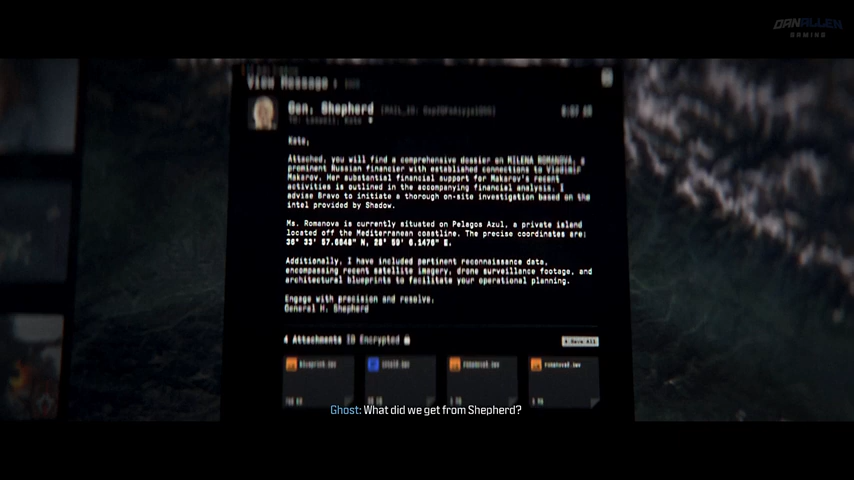 DANALLEN
GAMING
View Message
Gen. Shepherd
Kate,
Attached, you will find a comprehensive dossier on MILENA ROMANOVA, a
prominent Russian financier with established connections to Vladimir
Makarov. Her substantial financial support for Makarov's recent
activities is outlined in the accompanying financial analysis. I
advise Bravo to initiate a thorough on-site investigation based on the
intel provided by Shadow.
Ms. Romanova is currently situated on Pelagos Azul, a private island
located off the Mediterranean coastline. The precise coordinates are:
Additionally, I have included pertinent reconnaissance data,
encompassing recent satellite imagery, drone surveillance footage, and
architectural blueprints to facilitate your operational planning.
Engage with precision and resolve.
General H. Shepherd
4 Attachments Encrypted
Save All
Ghost: What did we get from Shepherd?